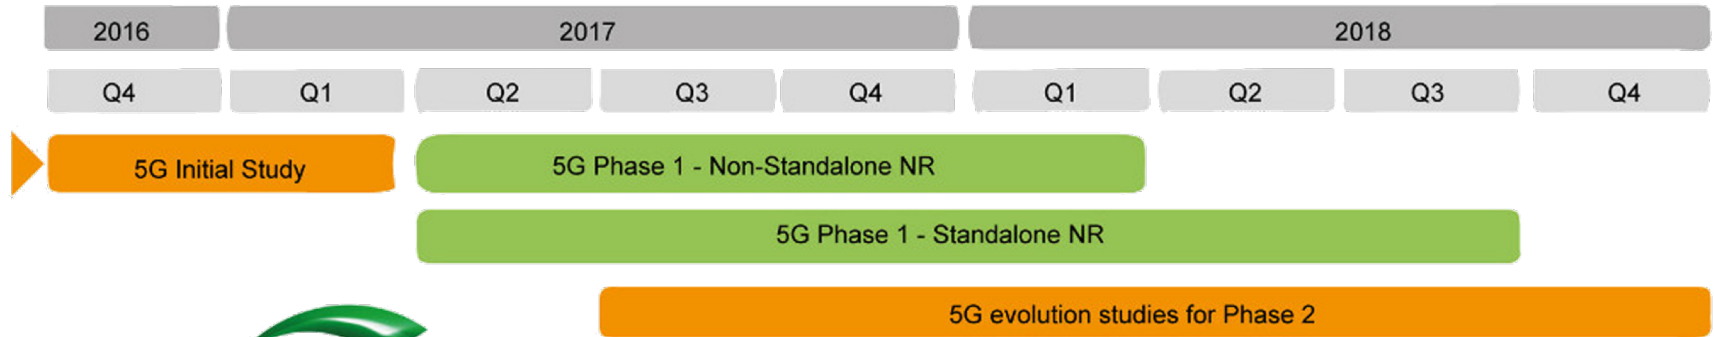 2016 2017 2018
Q4 Q1 Q2 Q3 Q4 Q1 Q2 Q3 Q4
5G Initial Study 5G Phase 1 - Non-Standalone NR
5G Phase 1 - Standalone NR
5G evolution studies for Phase 2